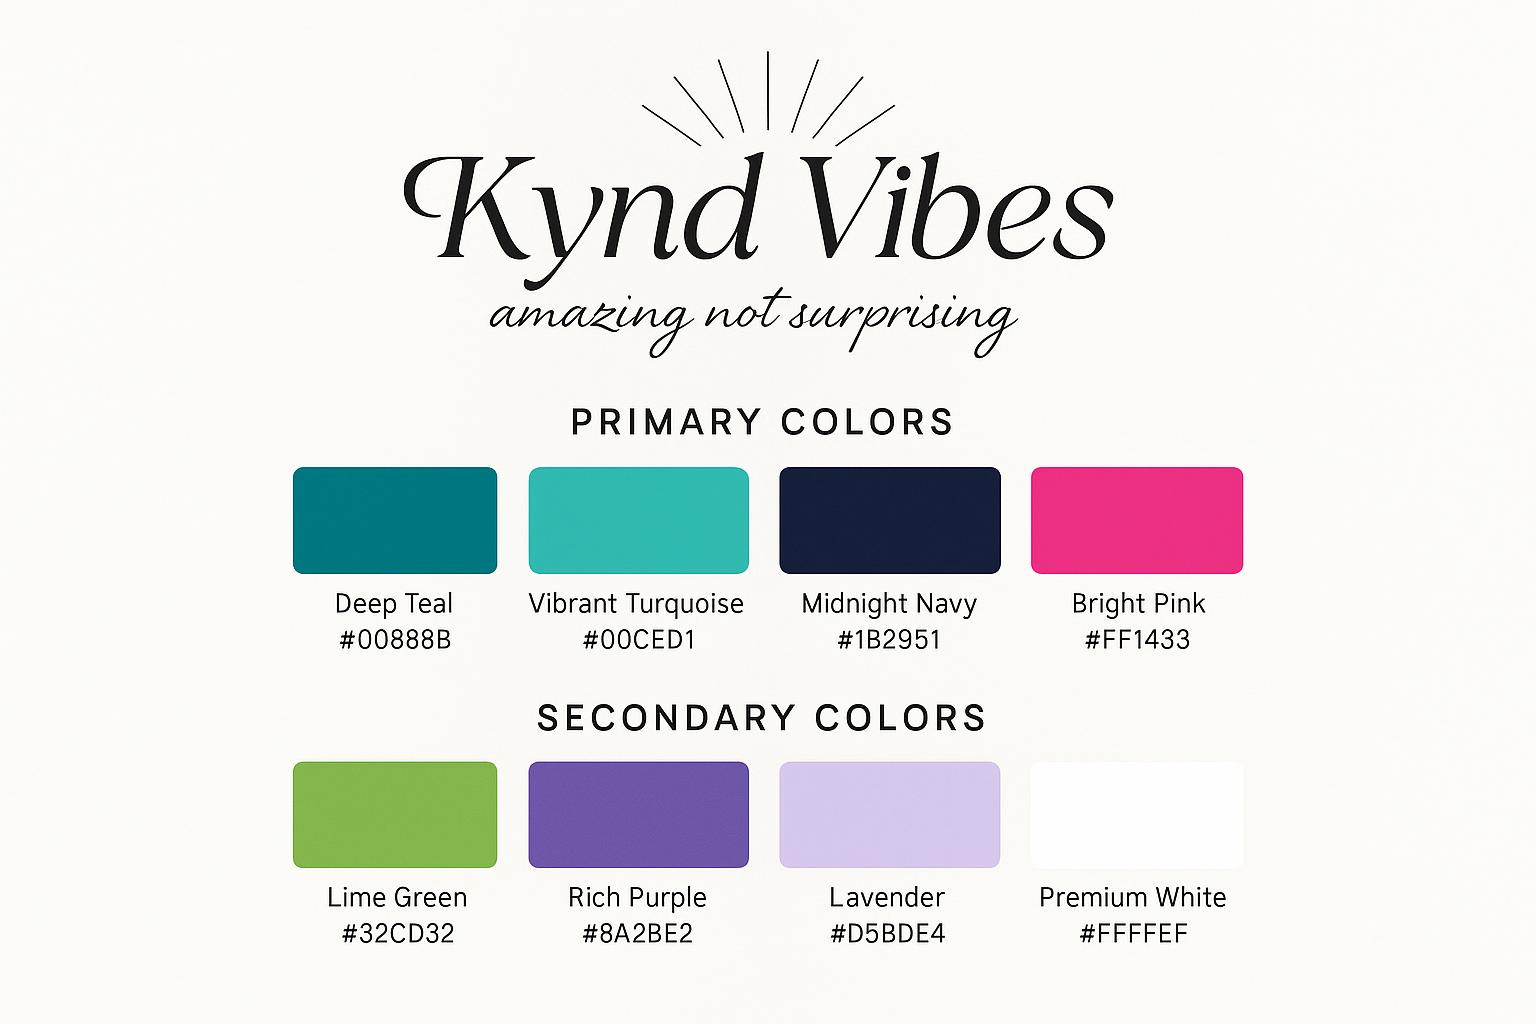 Kynd Vibes
amazing not surprising
PRIMARY COLORS
Deep Teal
#00888B
Vibrant Turquoise
#00CED1
Midnight Navy
#1B2951
Bright Pink
#FF1433
SECONDARY COLORS
Lime Green
#32CD32
Rich Purple
#8A2BE2
Lavender
#D5BDE4
Premium White
#FFFFEF